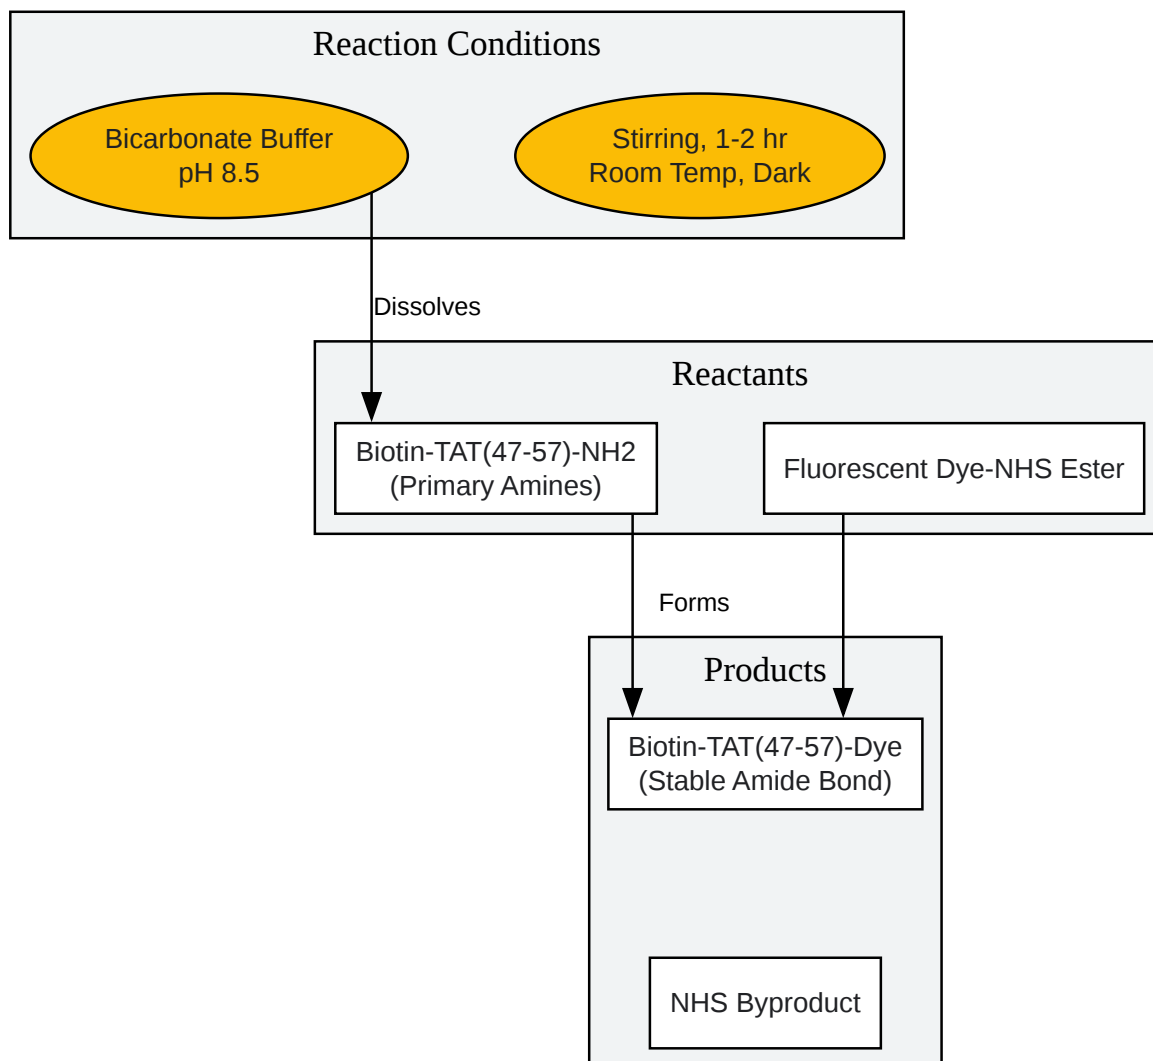 Reaction Conditions
Bicarbonate Buffer
pH 8.5
Stirring, 1-2 hr
Room Temp, Dark
Dissolves
Reactants
Biotin-TAT(47-57)-NH2
(Primary Amines)
Fluorescent Dye-NHS Ester
Forms
Products
Biotin-TAT(47-57)-Dye
(Stable Amide Bond)
NHS Byproduct